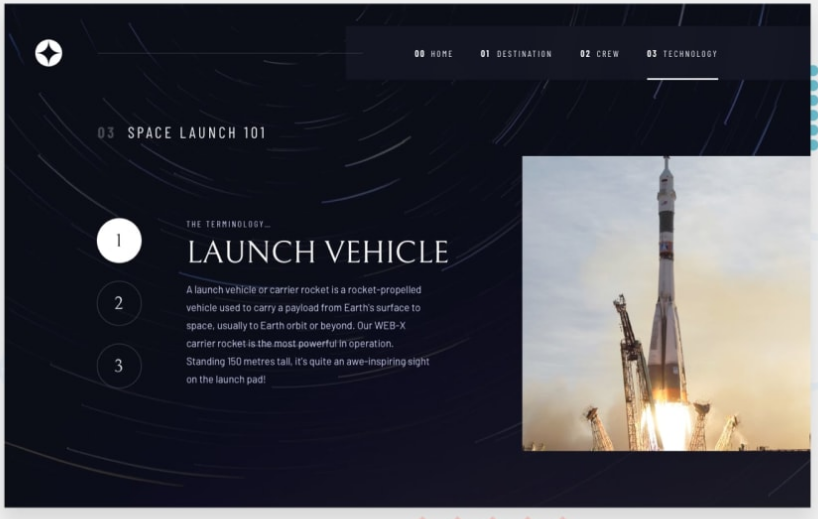 00 HOME
01 DESTINATION
02 CREW
03 TECHNOLOGY
03 SPACE LAUNCH 101
1
2
3
THE TERMINOLOGY...
LAUNCH VEHICLE
A launch vehicle or carrier rocket is a rocket-propelled
vehicle used to carry a payload from Earth's surface to
space, usually to Earth orbit or beyond. Our WEB-X
carrier rocket is the most powerful in operation.
Standing 150 metres tall, it's quite an awe-inspiring sight
on the launch pad!